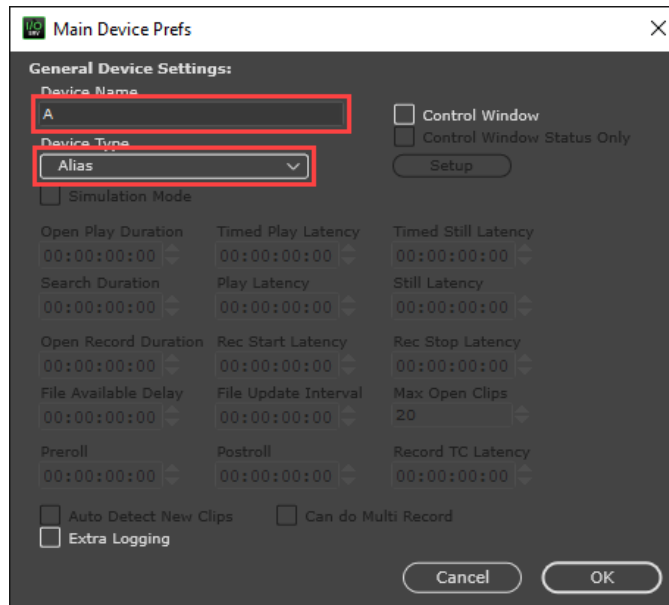 I/O
SRV
Main Device Prefs
General Device Settings:
Device Name
A
Control Window
Control Window Status Only
Device Type
Alias
Setup
Simulation Mode
Open Play Duration Timed Play Latency Timed Still Latency
00:00:00:00 00:00:00:00 00:00:00:00
Search Duration Play Latency Still Latency
00:00:00:00 00:00:00:00 00:00:00:00
Open Record Duration Rec Start Latency Rec Stop Latency
00:00:00:00 00:00:00:00 00:00:00:00
File Available Delay File Update Interval Max Open Clips
00:00:00:00 00:00:00:00 20
Preroll Postroll Record TC Latency
00:00:00:00 00:00:00:00 00:00:00:00
Auto Detect New Clips Can do Multi Record
Extra Logging
Cancel OK